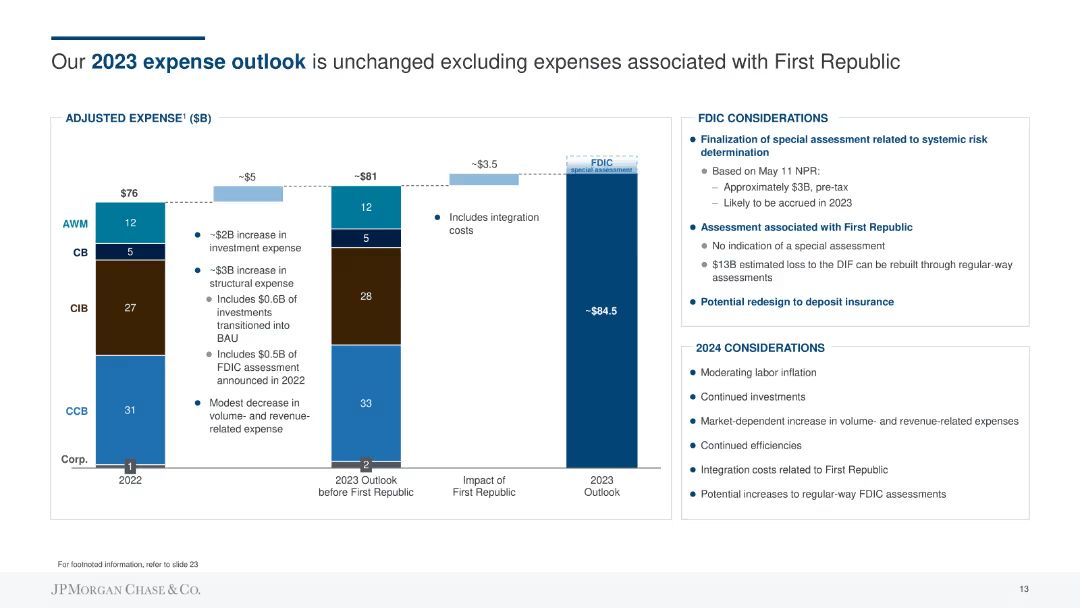 Our 2023 expense outlook is unchanged excluding expenses associated with First Republic
ADJUSTED EXPENSE¹ ($B)
$76
~$5
~$81
~$3.5
FDIC
special assessment
AWM
12
12
CB
5
5
CIB
27
28
CCB
31
33
Corp.
1
2
~$84.5
● ~$2B increase in
investment expense
● ~$3B increase in
structural expense
● Includes $0.6B of
investments
transitioned into
BAU
● Includes $0.5B of
FDIC assessment
announced in 2022
● Modest decrease in
volume- and revenue-
related expense
● Includes integration
costs
2022
2023 Outlook
before First Republic
Impact of
First Republic
2023
Outlook
FDIC CONSIDERATIONS
● Finalization of special assessment related to systemic risk
determination
● Based on May 11 NPR:
– Approximately $3B, pre-tax
– Likely to be accrued in 2023
● Assessment associated with First Republic
● No indication of a special assessment
● $13B estimated loss to the DIF can be rebuilt through regular-way
assessments
● Potential redesign to deposit insurance
2024 CONSIDERATIONS
● Moderating labor inflation
● Continued investments
● Market-dependent increase in volume- and revenue-related expenses
● Continued efficiencies
● Integration costs related to First Republic
● Potential increases to regular-way FDIC assessments
For footnoted information, refer to slide 23
JPMORGAN CHASE & CO.
13